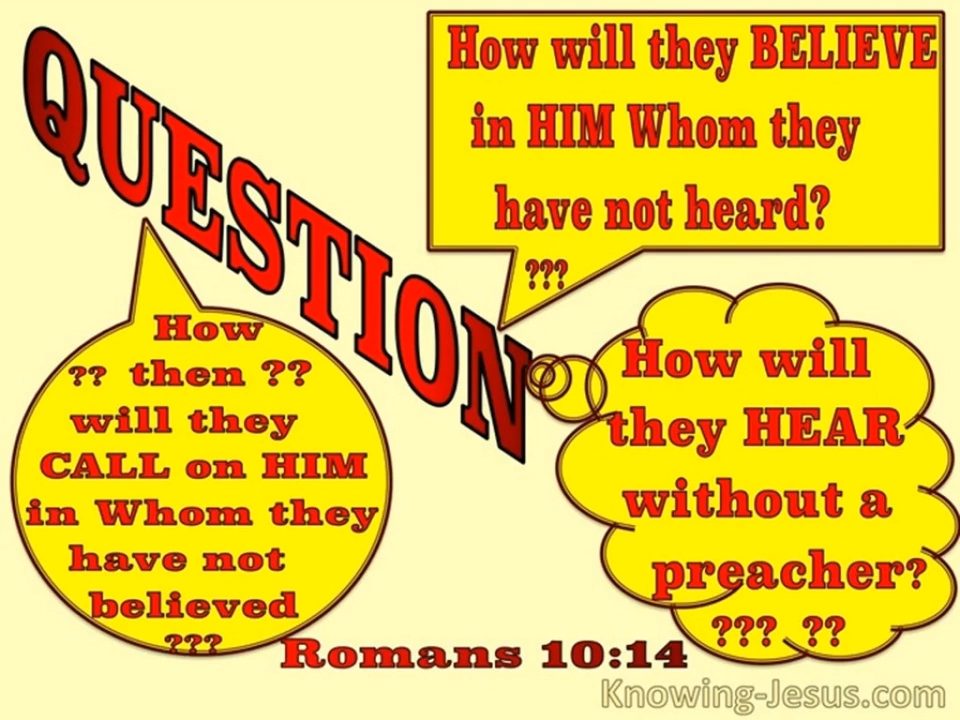 QUESTION
How will they BELIEVE
in HIM Whom they
have not heard?
???
How
?? then ??
will they
CALL on HIM
in Whom they
have not
believed
???
How will
they HEAR
without a
preacher?
??? ??
Romans 10:14
Knowing-Jesus.com